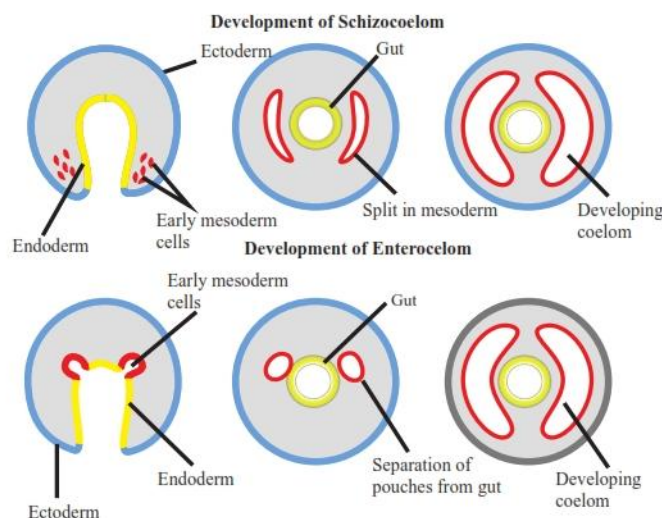 Development of Schizocoelom
Ectoderm
Gut
Endoderm
Early mesoderm
cells
Split in mesoderm
Developing
coelom
Development of Enterocelom
Early mesoderm
cells
Gut
Ectoderm
Endoderm
Separation of
pouches from gut
Developing
coelom